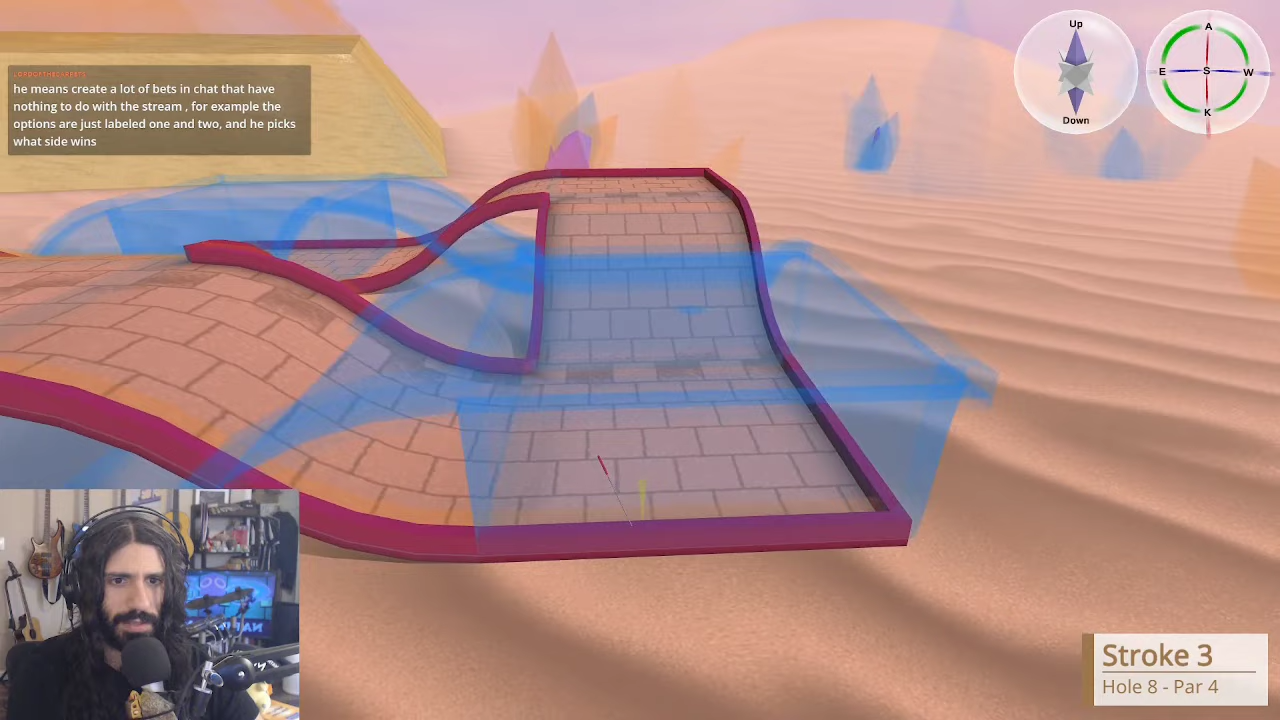 Up
A
E
S
W
K
Down
LORDOFTHECARPETS
he means create a lot of bets in chat that have
nothing to do with the stream , for example the
options are just labeled one and two, and he picks
what side wins
Stroke 3
Hole 8 - Par 4